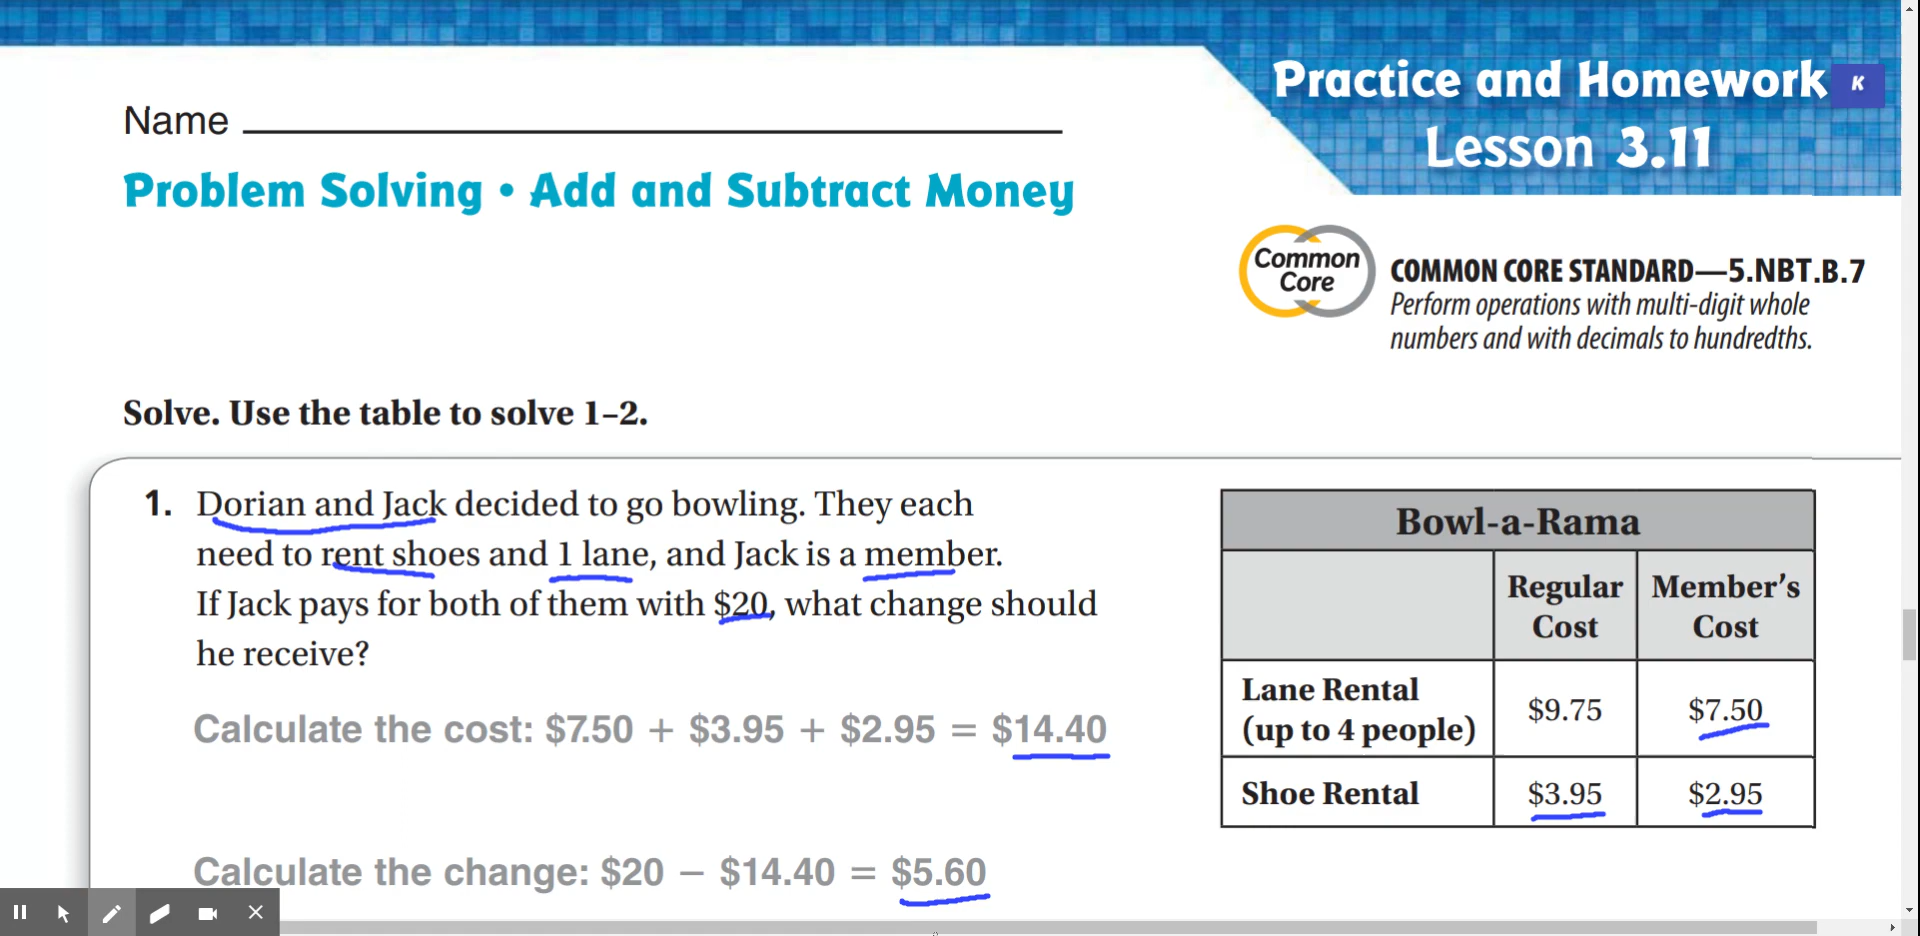 Practice and Homework
K
Lesson 3.11
Name
Problem Solving • Add and Subtract Money
Common
Core
COMMON CORE STANDARD—5.NBT.B.7
Perform operations with multi-digit whole
numbers and with decimals to hundredths.
Solve. Use the table to solve 1–2.
1. Dorian and Jack decided to go bowling. They each
need to rent shoes and 1 lane, and Jack is a member.
If Jack pays for both of them with $20, what change should
he receive?
Calculate the cost: $7.50 + $3.95 + $2.95 = $14.40
Calculate the change: $20 − $14.40 = $5.60
Bowl-a-Rama
Regular Cost Member’s Cost
Lane Rental (up to 4 people) $9.75 $7.50
Shoe Rental $3.95 $2.95